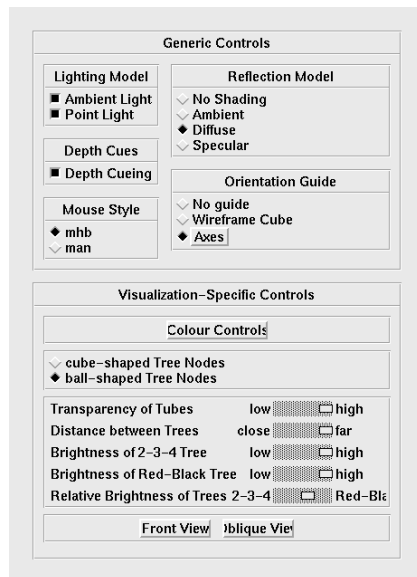 Generic Controls
Lighting Model
Ambient Light
Point Light
Depth Cues
Depth Cueing
Mouse Style
mhb
man
Reflection Model
No Shading
Ambient
Diffuse
Specular
Orientation Guide
No guide
Wireframe Cube
Axes
Visualization-Specific Controls
Colour Controls
cube-shaped Tree Nodes
ball-shaped Tree Nodes
Transparency of Tubes low high
Distance between Trees close far
Brightness of 2-3-4 Tree low high
Brightness of Red-Black Tree low high
Relative Brightness of Trees 2-3-4 Red-Bla
Front View Oblique View